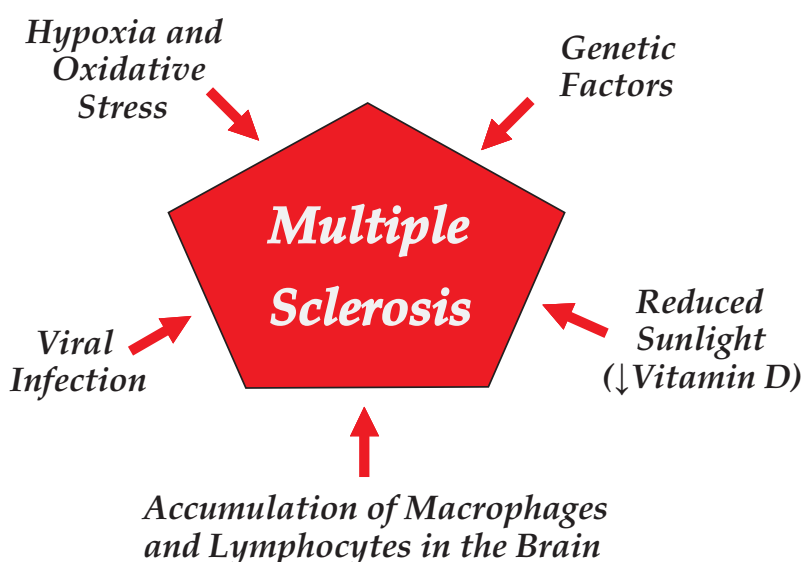 Hypoxia and
Oxidative
Stress
Genetic
Factors
Multiple
Sclerosis
Viral
Infection
Reduced
Sunlight
(↓Vitamin D)
Accumulation of Macrophages
and Lymphocytes in the Brain